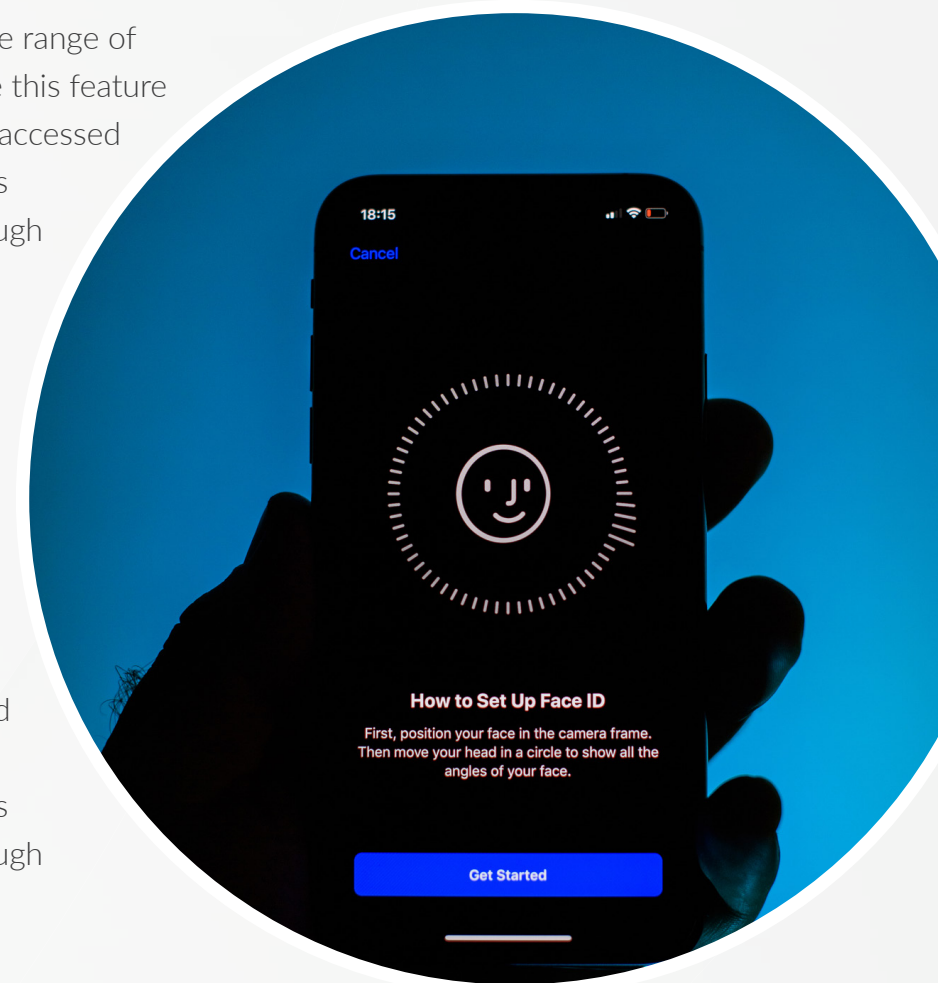 e range of
this feature
accessed
ugh
18:15
Cancel
How to Set Up Face ID
First, position your face in the camera frame.
Then move your head in a circle to show all the
angles of your face.
Get Started
ugh